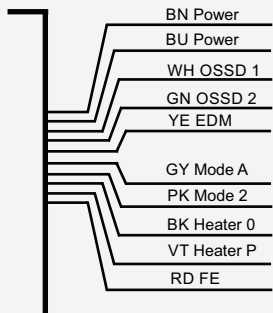 BN Power
BU Power
WH OSSD 1
GN OSSD 2
YE EDM
GY Mode A
PK Mode 2
BK Heater 0
VT Heater P
RD FE